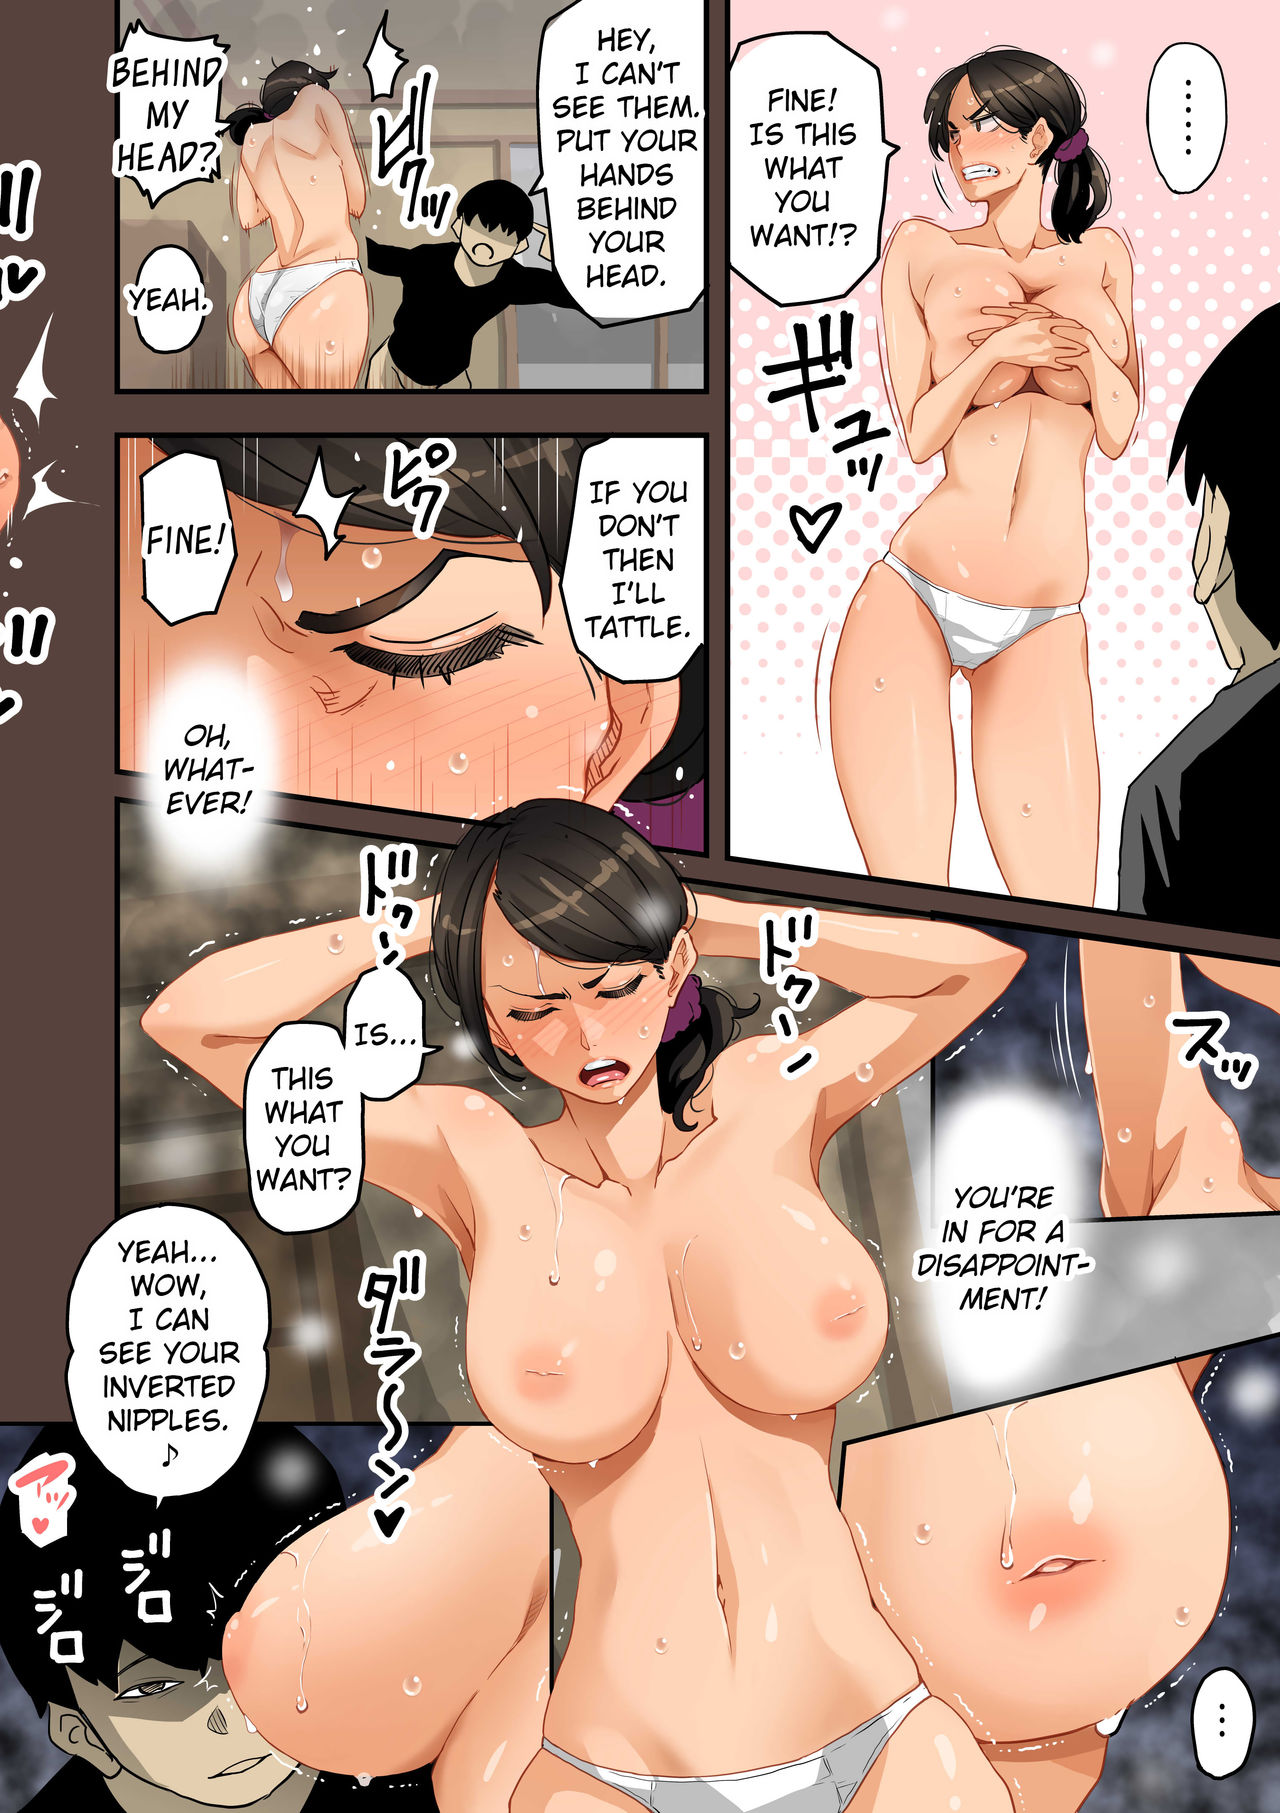 ……
FINE!
IS THIS
WHAT
YOU
WANT!?
ギュッ
HEY,
I CAN'T
SEE THEM.
PUT YOUR
HANDS
BEHIND
YOUR
HEAD.
ビクッ
BEHIND
MY
HEAD?
YEAH.
IF YOU
DON'T
THEN
I'LL
TATTLE.
ピク
FINE!
OH,
WHAT-
EVER!
スッ
YOU'RE
IN FOR A
DISAPPOINT-
MENT!
ドクン
ドクン
IS...
THIS
WHAT
YOU
WANT?
ダラ〜ン
YEAH...
WOW,
I CAN
SEE YOUR
INVERTED
NIPPLES.
♪
アッ
ジロ
ジロ
...